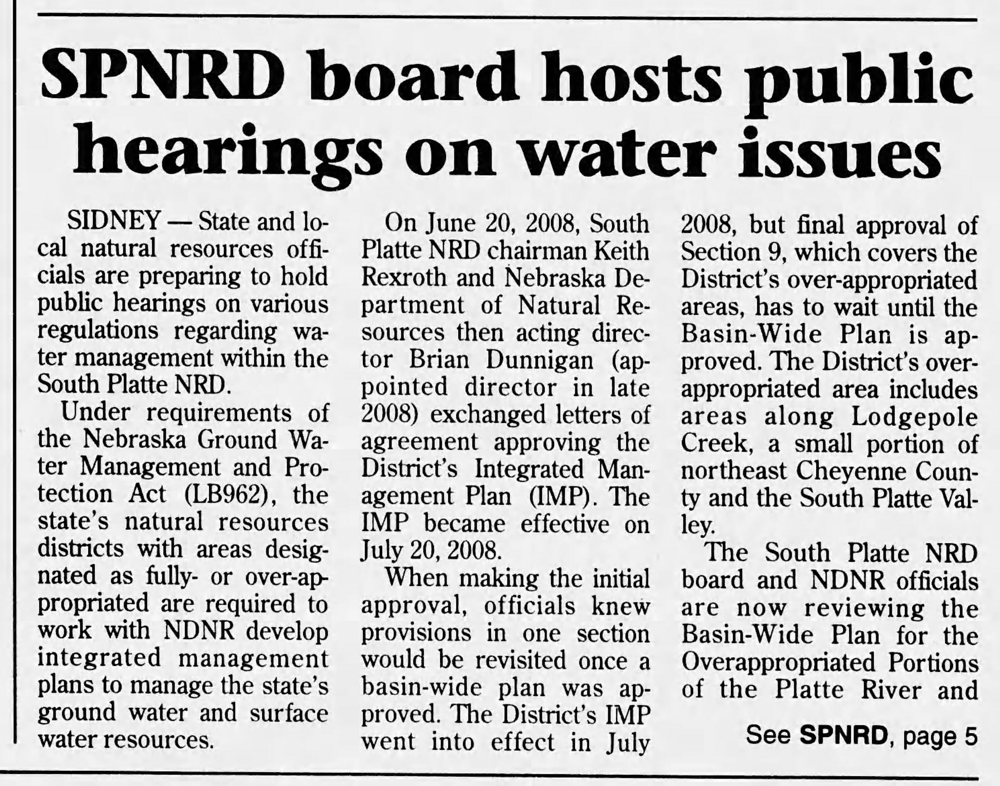 SPNRD board hosts public
hearings on water issues
SIDNEY — State and lo-
cal natural resources offi-
cials are preparing to hold
public hearings on various
regulations regarding wa-
ter management within the
South Platte NRD.
Under requirements of
the Nebraska Ground Wa-
ter Management and Pro-
tection Act (LB962), the
state's natural resources
districts with areas desig-
nated as fully- or over-ap-
propriated are required to
work with NDNR develop
integrated management
plans to manage the state's
ground water and surface
water resources.
On June 20, 2008, South
Platte NRD chairman Keith
Rexroth and Nebraska De-
partment of Natural Re-
sources then acting direc-
tor Brian Dunnigan (ap-
pointed director in late
2008) exchanged letters of
agreement approving the
District's Integrated Man-
agement Plan (IMP). The
IMP became effective on
July 20, 2008.
When making the initial
approval, officials knew
provisions in one section
would be revisited once a
basin-wide plan was ap-
proved. The District's IMP
went into effect in July
2008, but final approval of
Section 9, which covers the
District's over-appropriated
areas, has to wait until the
Basin-Wide Plan is ap-
proved. The District's over-
appropriated area includes
areas along Lodgepole
Creek, a small portion of
northeast Cheyenne Coun-
ty and the South Platte Val-
ley.
The South Platte NRD
board and NDNR officials
are now reviewing the
Basin-Wide Plan for the
Overappropriated Portions
of the Platte River and
See SPNRD, page 5